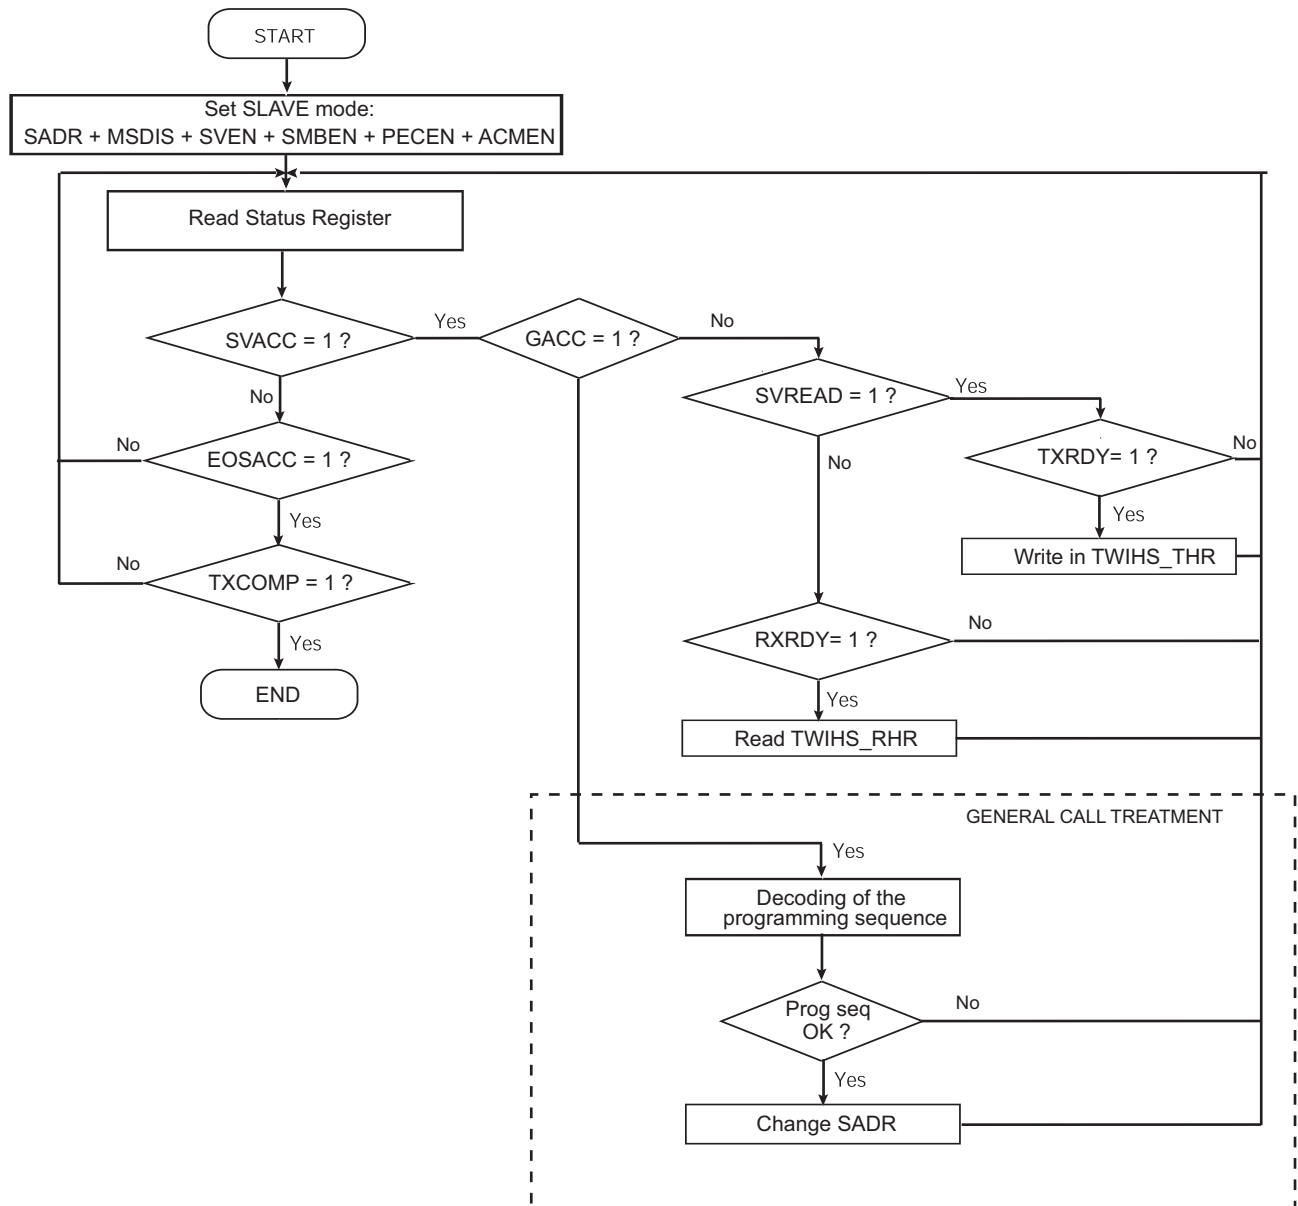 START
Set SLAVE mode:
SADR + MSDIS + SVEN + SMBEN + PECEN + ACMEN
Read Status Register
SVACC = 1 ?
Yes
GACC = 1 ?
No
SVREAD = 1 ?
Yes
No
TXRDY= 1 ?
No
No
EOSACC = 1 ?
No
Yes
Yes
Write in TWIHS_THR
TXCOMP = 1 ?
No
Yes
RXRDY= 1 ?
No
END
Yes
Read TWIHS_RHR
GENERAL CALL TREATMENT
Yes
Decoding of the
programming sequence
Prog seq
OK ?
No
Yes
Change SADR